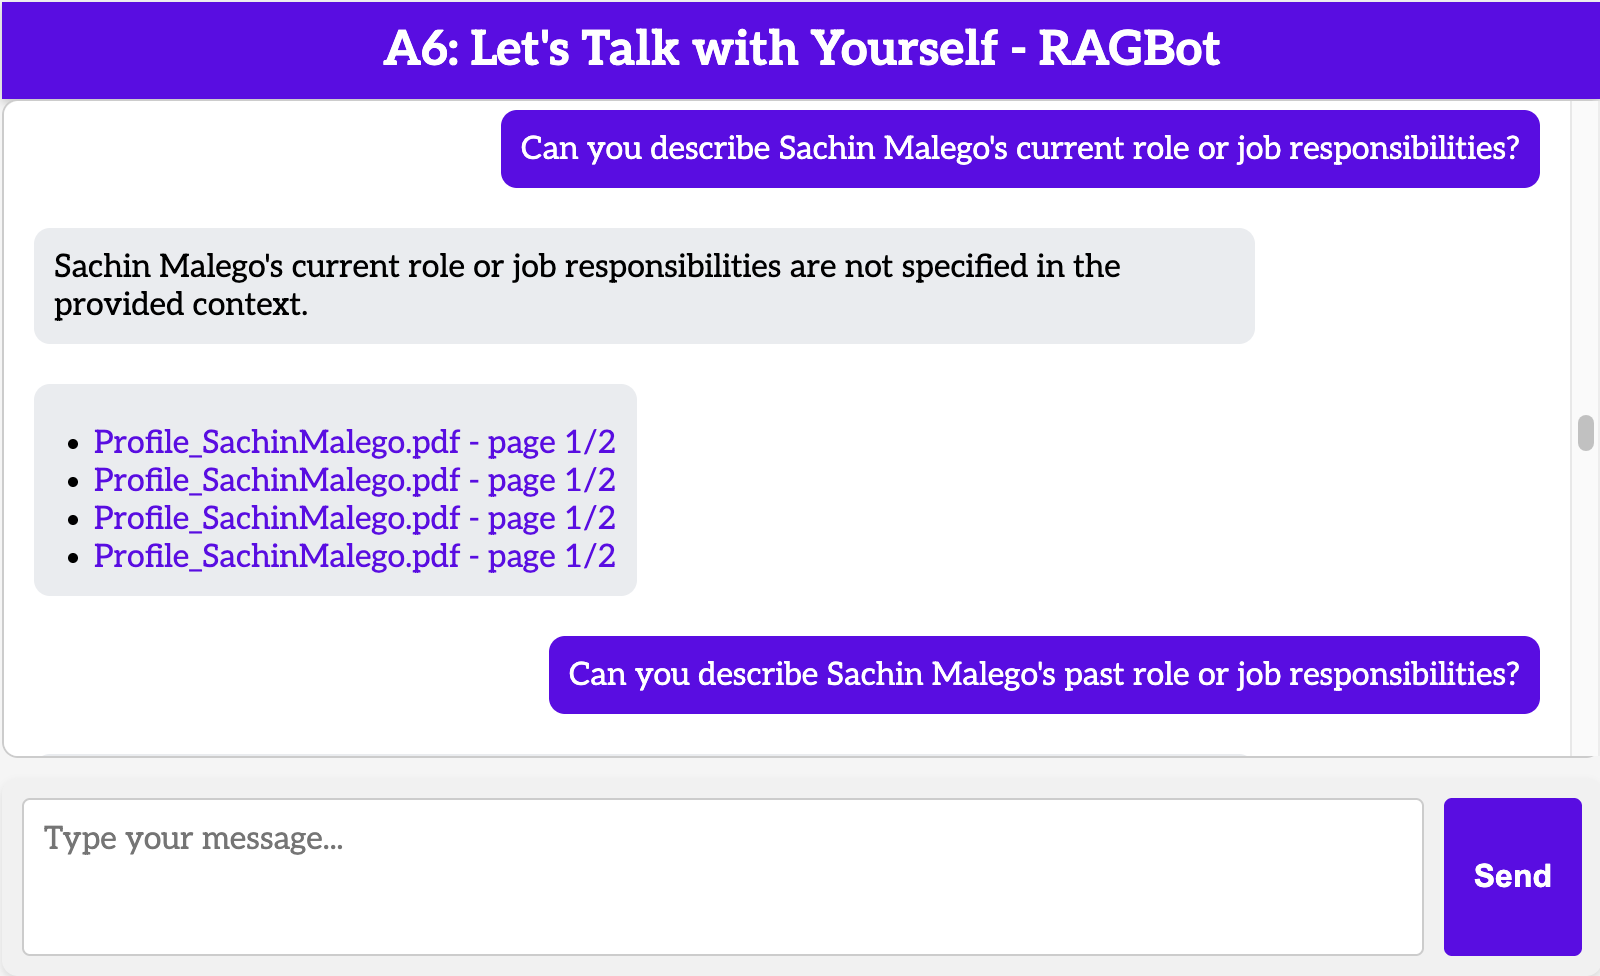 A6: Let's Talk with Yourself - RAGBot
Can you describe Sachin Malego's current role or job responsibilities?
Sachin Malego's current role or job responsibilities are not specified in the
provided context.
Profile_SachinMalego.pdf - page 1/2
Profile_SachinMalego.pdf - page 1/2
Profile_SachinMalego.pdf - page 1/2
Profile_SachinMalego.pdf - page 1/2
Can you describe Sachin Malego's past role or job responsibilities?
Type your message...
Send